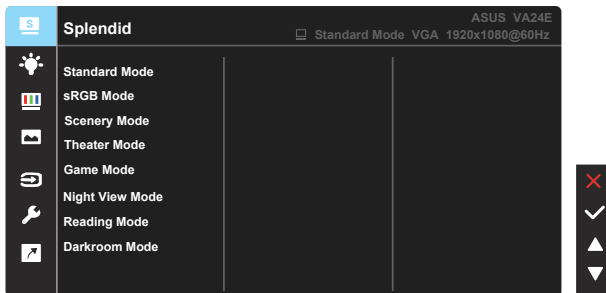 S
Splendid
ASUS VA24E
Standard Mode VGA 1920x1080@60Hz
Standard Mode
sRGB Mode
Scenery Mode
Theater Mode
Game Mode
Night View Mode
Reading Mode
Darkroom Mode